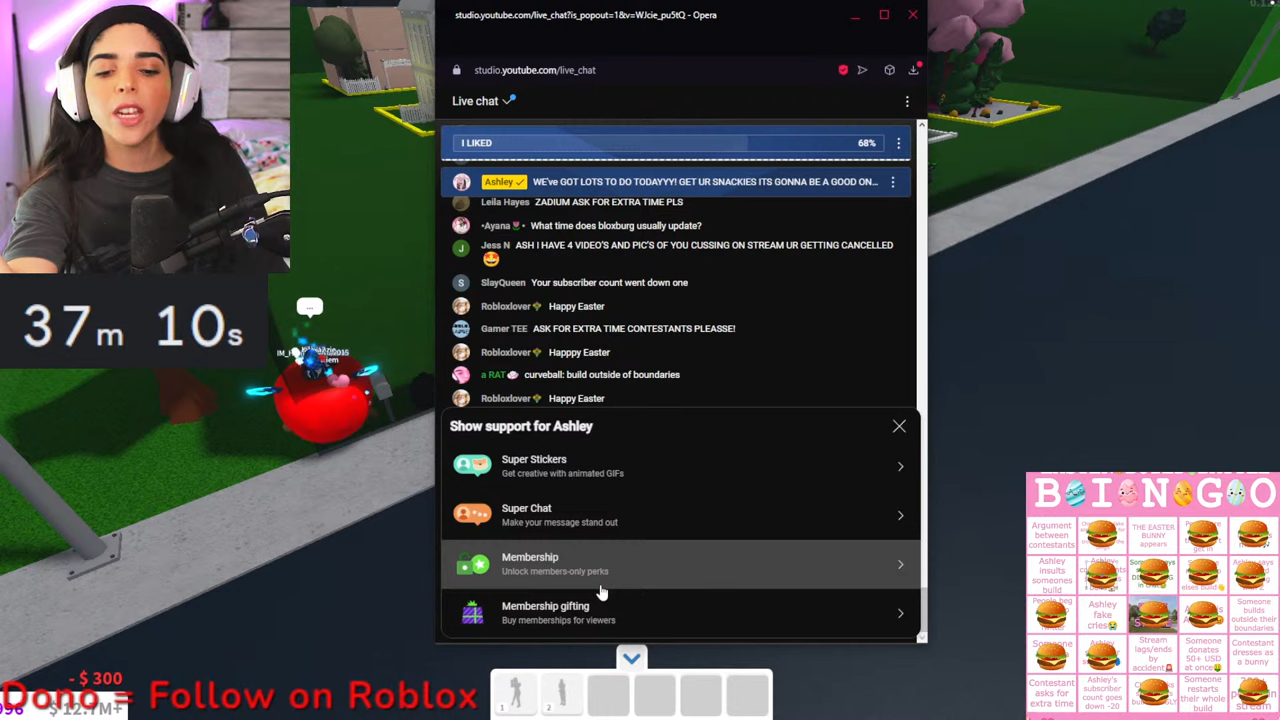 studio.youtube.com/live_chat?is_popout=1&v=WJcie_pu5tQ - Opera
studio.youtube.com/live_chat
Live chat
I LIKED 68%
Ashley WE've GOT LOTS TO DO TODAYYY! GET UR SNACKIES ITS GONNA BE A GOOD ON...
Leila Hayes ZADIUM ASK FOR EXTRA TIME PLS
•Ayana🌷• What time does bloxburg usually update?
Jess N ASH I HAVE 4 VIDEO'S AND PIC'S OF YOU CUSSING ON STREAM UR GETTING CANCELLED
🤩
SlayQueen Your subscriber count went down one
Robloxlover Happy Easter
Gamer TEE ASK FOR EXTRA TIME CONTESTANTS PLEASSE!
Robloxlover Happpy Easter
a RAT curveball: build outside of boundaries
Robloxlover Happy Easter
Show support for Ashley
Super Stickers
Get creative with animated GIFs
Super Chat
Make your message stand out
Membership
Unlock members-only perks
Membership gifting
Buy memberships for viewers
37m 10s
...
- $ 300
Dono = Follow on Roblox
$ 12.7M+
1 2
BOINGO
Argument between contestants
THE EASTER BUNNY appears
Ashley insults someones build
Ashley fake cries😭
Someone builds outside their boundaries
Stream lags/ends by accident🚨
Someone donates 50+ USD at once🤑
Contestant dresses as a bunny
Contestant asks for extra time
Ashley's subscriber count goes down -20
Someone restarts their whole build